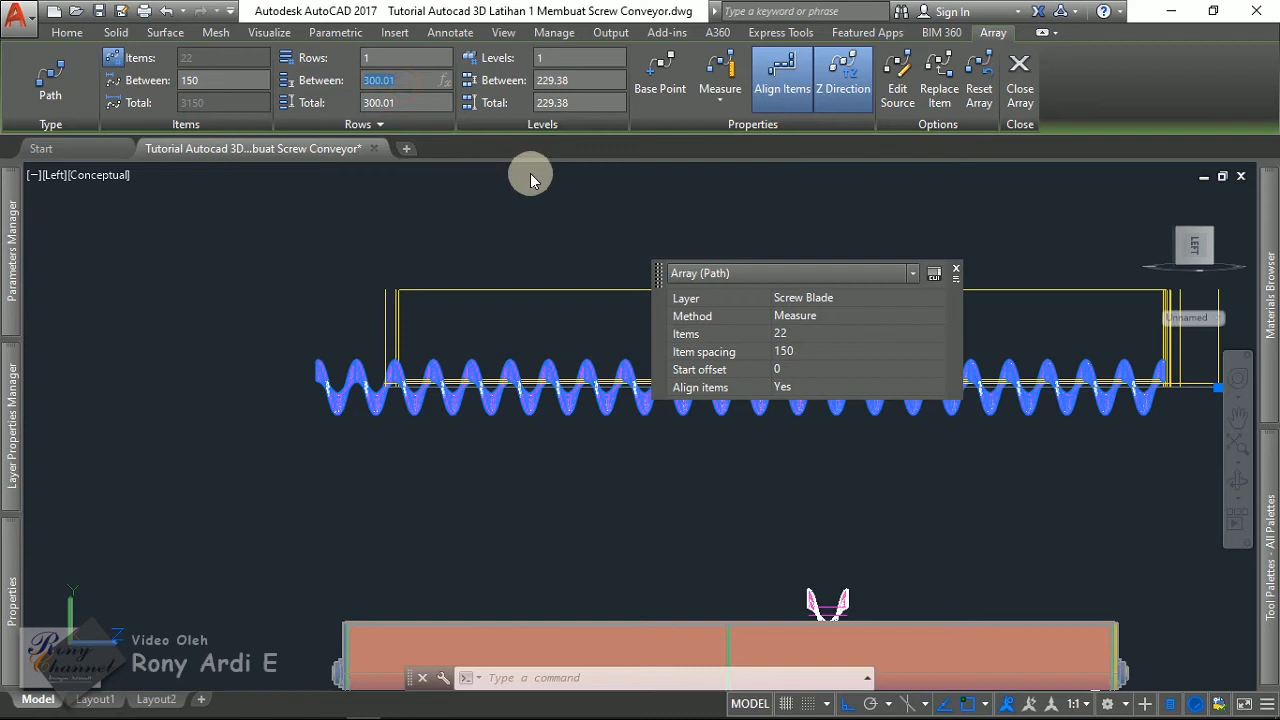 Autodesk AutoCAD 2017 Tutorial Autocad 3D Latihan 1 Membuat Screw Conveyor.dwg
Type a keyword or phrase
Sign In
Home Solid Surface Mesh Visualize Parametric Insert Annotate View Manage Output Add-ins A360 Express Tools Featured Apps BIM 360 Array
Items: 22 Rows: 1 Levels: 1
Between: 150 Between: 300.01 fx Between: 229.38
Total: 3150 Total: 300.01 Total: 229.38
Path
Base Point Measure Align Items Z Direction
Edit Source Replace Item Reset Array Close Array
Type Items Rows Levels Properties Options Close
Start Tutorial Autocad 3D...buat Screw Conveyor*
[−][Left][Conceptual]
LEFT
Unnamed
Array (Path)
Layer Screw Blade
Method Measure
Items 22
Item spacing 150
Start offset 0
Align items Yes
Parameters Manager
Layer Properties Manager
Properties
Materials Browser
Tool Palettes - All Palettes
Y
Z
Rony Channel
Video Oleh
Rony Ardi E
Type a command
Model Layout1 Layout2 +
MODEL 1:1